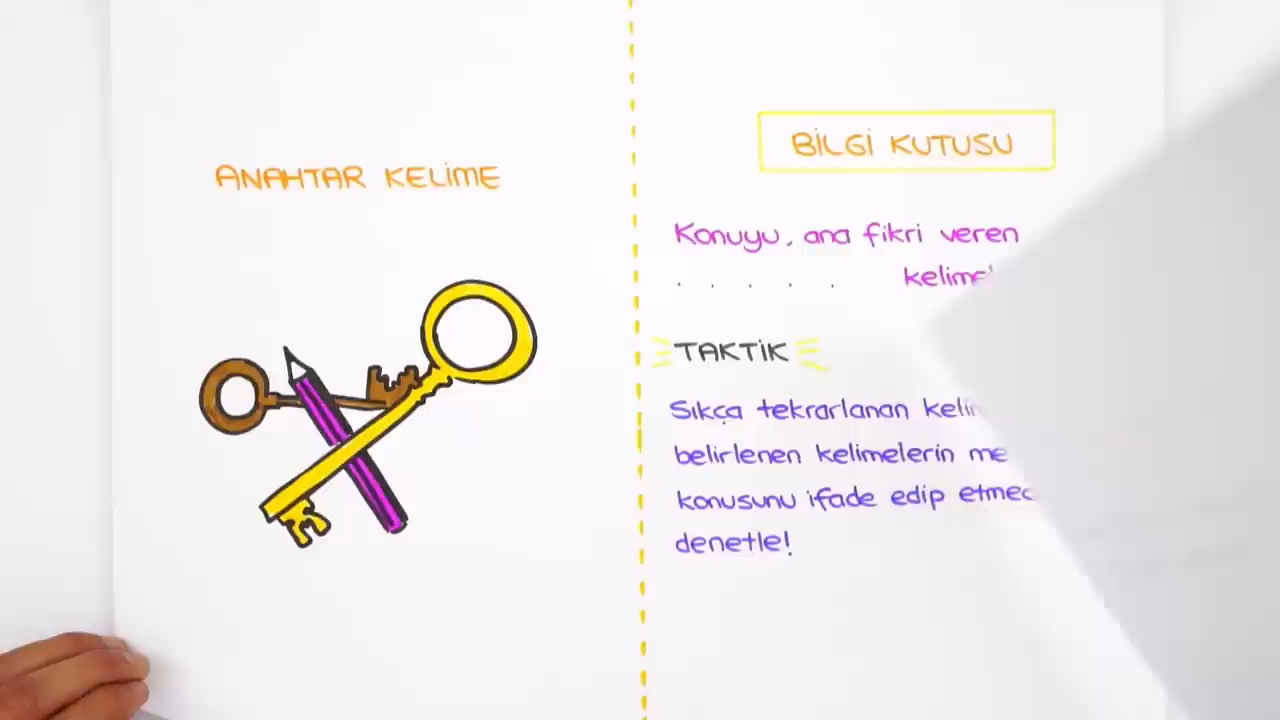 ANAHTAR KELİME
BİLGİ KUTUSU
Konuyu, ana fikri veren
. . . . .
TAKTİK
Sıkça tekrarlanan
belirlenen kelimelerin
konusunu ifade edip
denetle!